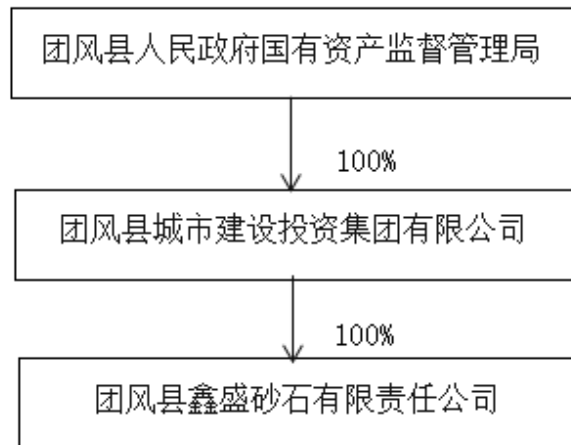 团风县人民政府国有资产监督管理局
100%
团风县城市建设投资集团有限公司
100%
团风县鑫盛砂石有限责任公司